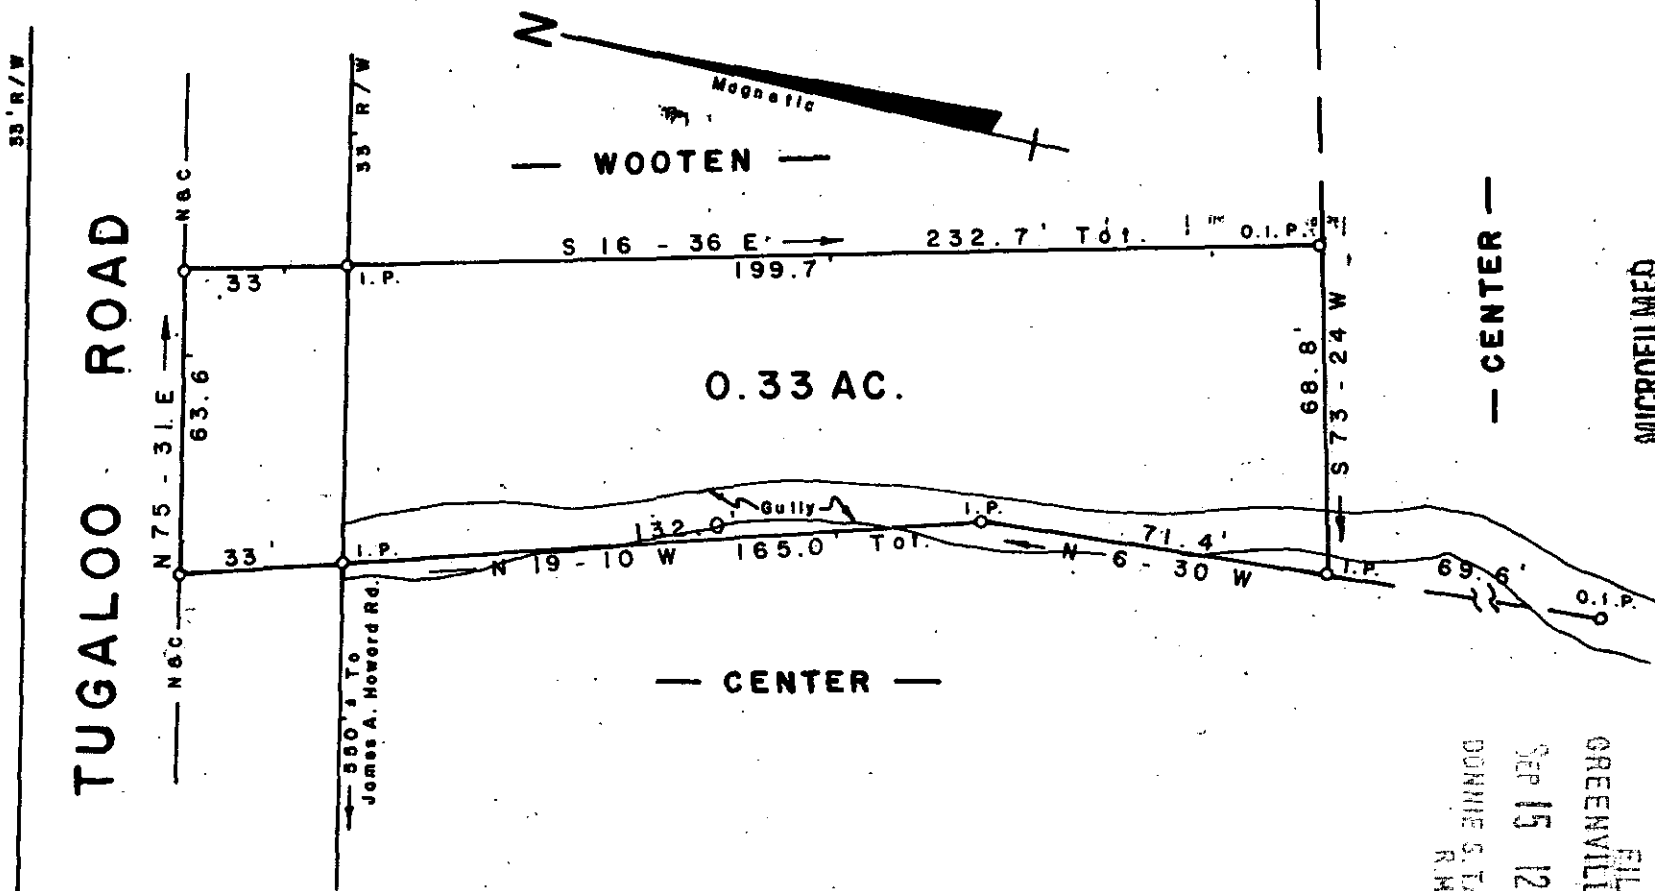 33' R/W
N
Magnetic
33' R/W
— WOOTEN —
N&C
S 16 - 36 E 232.7' Tot. O.I.P.
33' I.P. 199.7'
TUGALOO ROAD
N 75 - 31 E
63.6'
0.33 AC.
68.8'
S 73 - 24 W
— CENTER —
MICROFILMED
Gully
33' I.P. 132.0' I.P. 71.4' I.P. 69.6' O.I.P.
N 19 - 10 W 165.0' Tot. N 6 - 30 W
N&C
550'± To
James A. Howard Rd.
— CENTER —
SEP 15 12
DONNIE S.